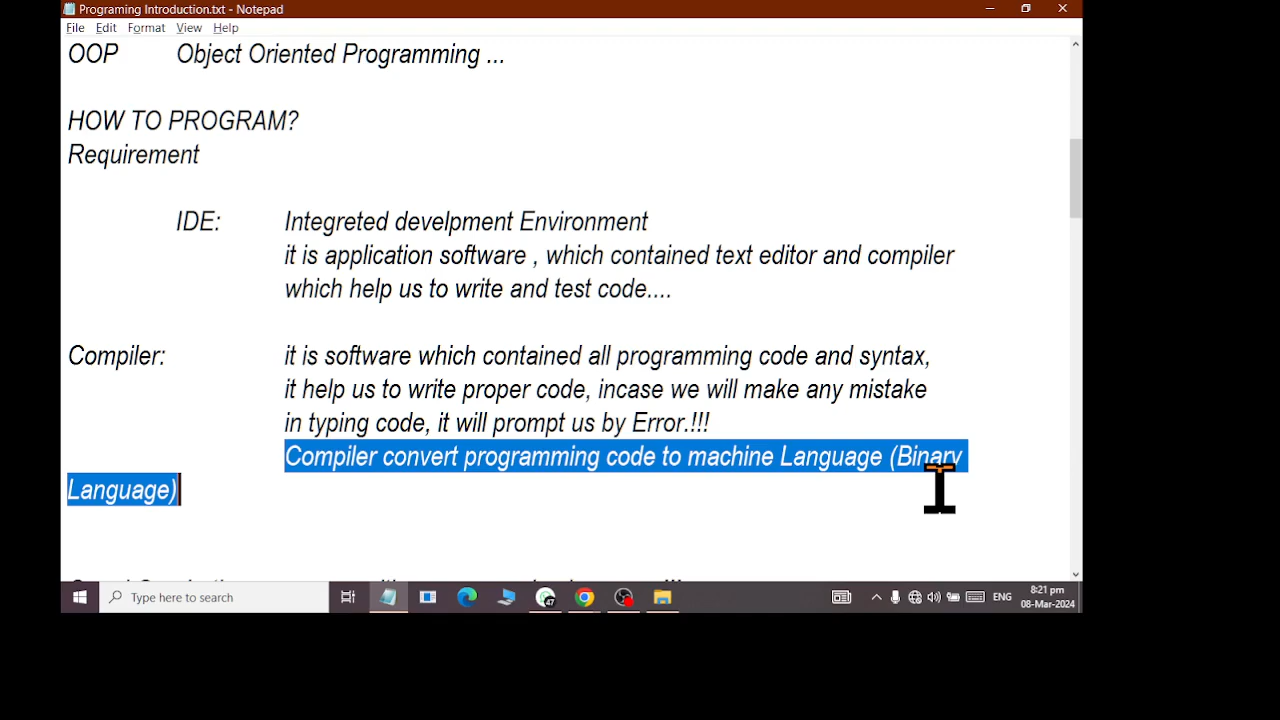 Programing Introduction.txt - Notepad
File Edit Format View Help
OOP Object Oriented Programming ...
HOW TO PROGRAM?
Requirement
IDE: Integreted develpment Environment
it is application software , which contained text editor and compiler
which help us to write and test code....
Compiler: it is software which contained all programming code and syntax,
it help us to write proper code, incase we will make any mistake
in typing code, it will prompt us by Error.!!!
Compiler convert programming code to machine Language (Binary
Language)
Type here to search
47
ENG
8:21 pm
08-Mar-2024